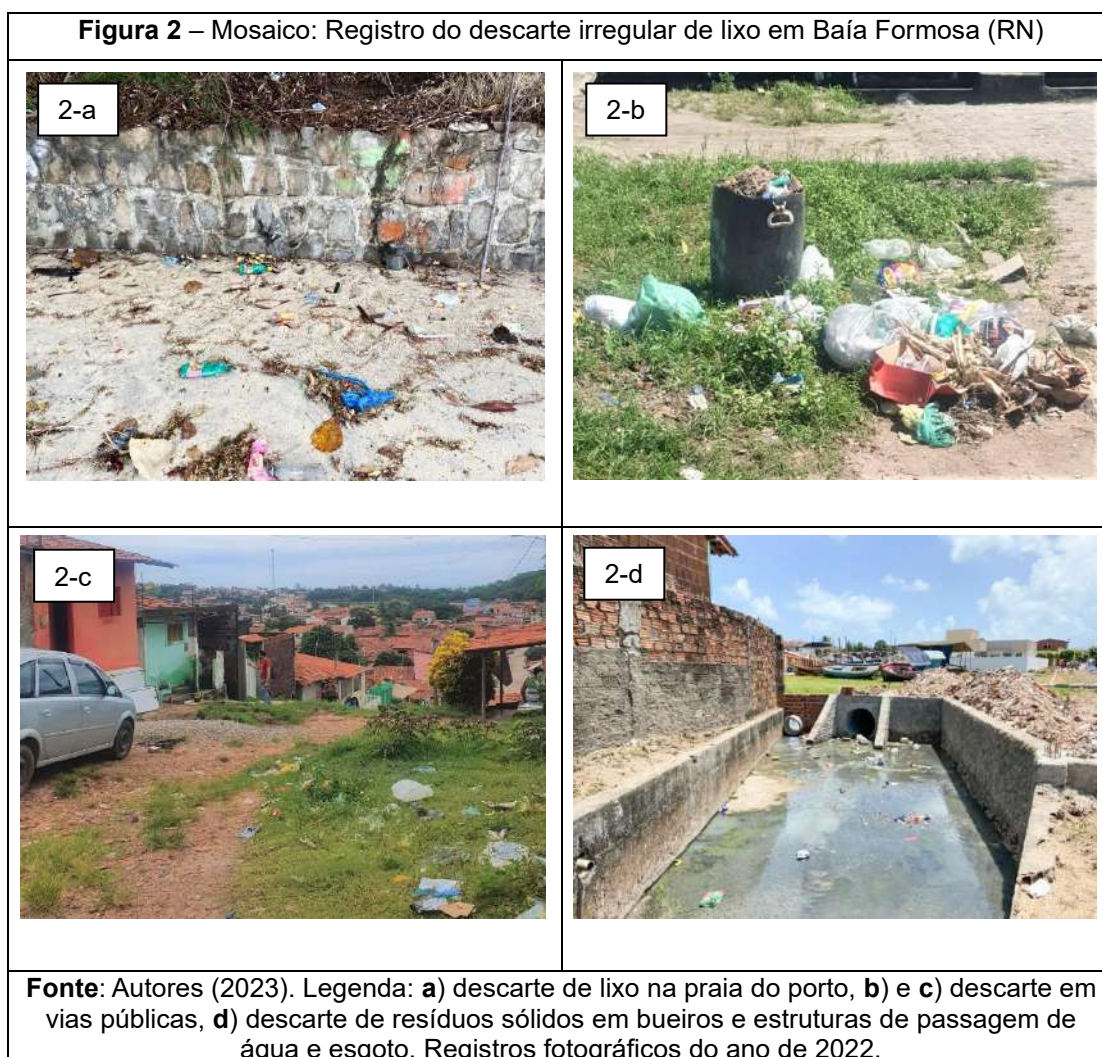 Figura 2 – Mosaico: Registro do descarte irregular de lixo em Baía Formosa (RN)
2-a
2-b
2-c
2-d
Fonte: Autores (2023). Legenda: a) descarte de lixo na praia do porto, b) e c) descarte em
vias públicas, d) descarte de resíduos sólidos em bueiros e estruturas de passagem de
água e esgoto. Registros fotográficos do ano de 2022.